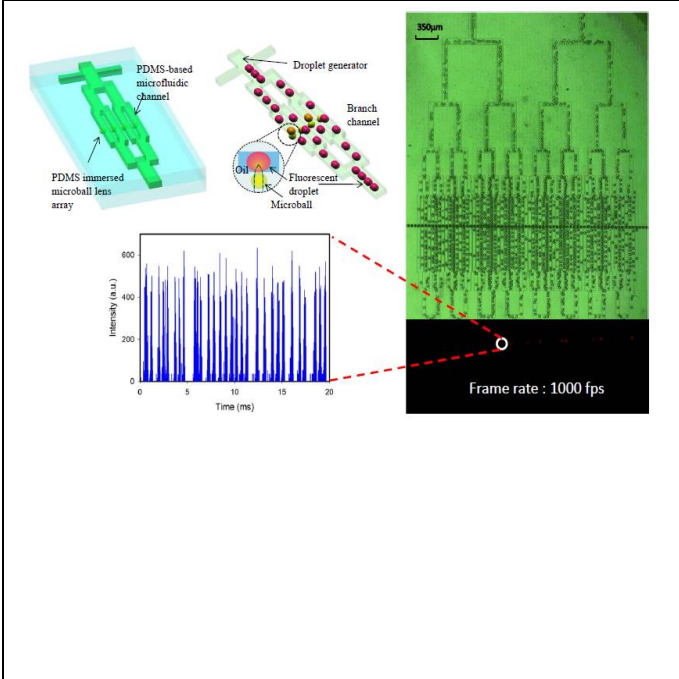 PDMS-based
microfluidic
channel
PDMS immersed
microball lens
array
Droplet generator
Branch
channel
Oil
Fluorescent
droplet
Microball
350μm
Intensity (a.u.)
600
400
200
0
0 5 10 15 20
Time (ms)
Frame rate : 1000 fps